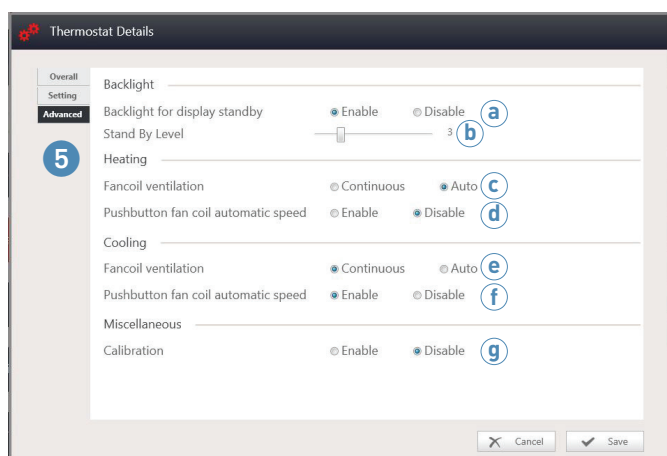 Thermostat Details
Overall
Setting
Advanced
5
Backlight
Backlight for display standby Enable Disable a
Stand By Level 3 b
Heating
Fancoil ventilation Continuous Auto c
Pushbutton fan coil automatic speed Enable Disable d
Cooling
Fancoil ventilation Continuous Auto e
Pushbutton fan coil automatic speed Enable Disable f
Miscellaneous
Calibration Enable Disable g
Cancel Save